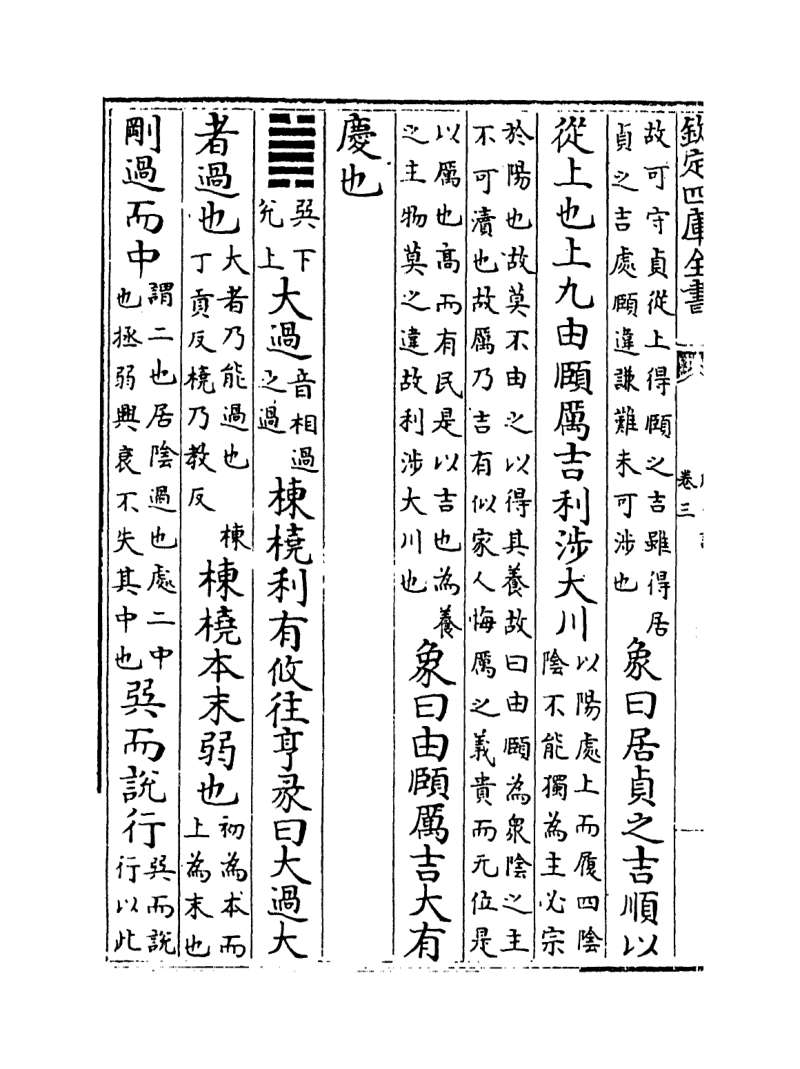 欽定四庫全書 卷三
故可守貞從上得頤之吉雖得居
貞之吉處頤違謙難未可涉也
象曰居貞之吉順以
從上也上九由頤厲吉利涉大川
以陽處上而履四陰
陰不能獨為主必宗
於陽也故莫不由之以得其養故曰由頤為衆陰之主
不可瀆也故厲乃吉有似家人悔厲之義貴而无位是
以厲也高而有民是以吉也為養
之主物莫之違故利涉大川也
象曰由頤厲吉大有
慶也
䷛
巽下
兌上
大過
音相過
之過
棟橈利有攸往亨彖曰大過大
者過也
大者乃能過也棟
丁貢反橈乃教反
棟橈本末弱也
初為本而
上為末也
剛過而中
謂二也居陰過也處二中
也拯弱興衰不失其中也
巽而說行
巽而說
行以此